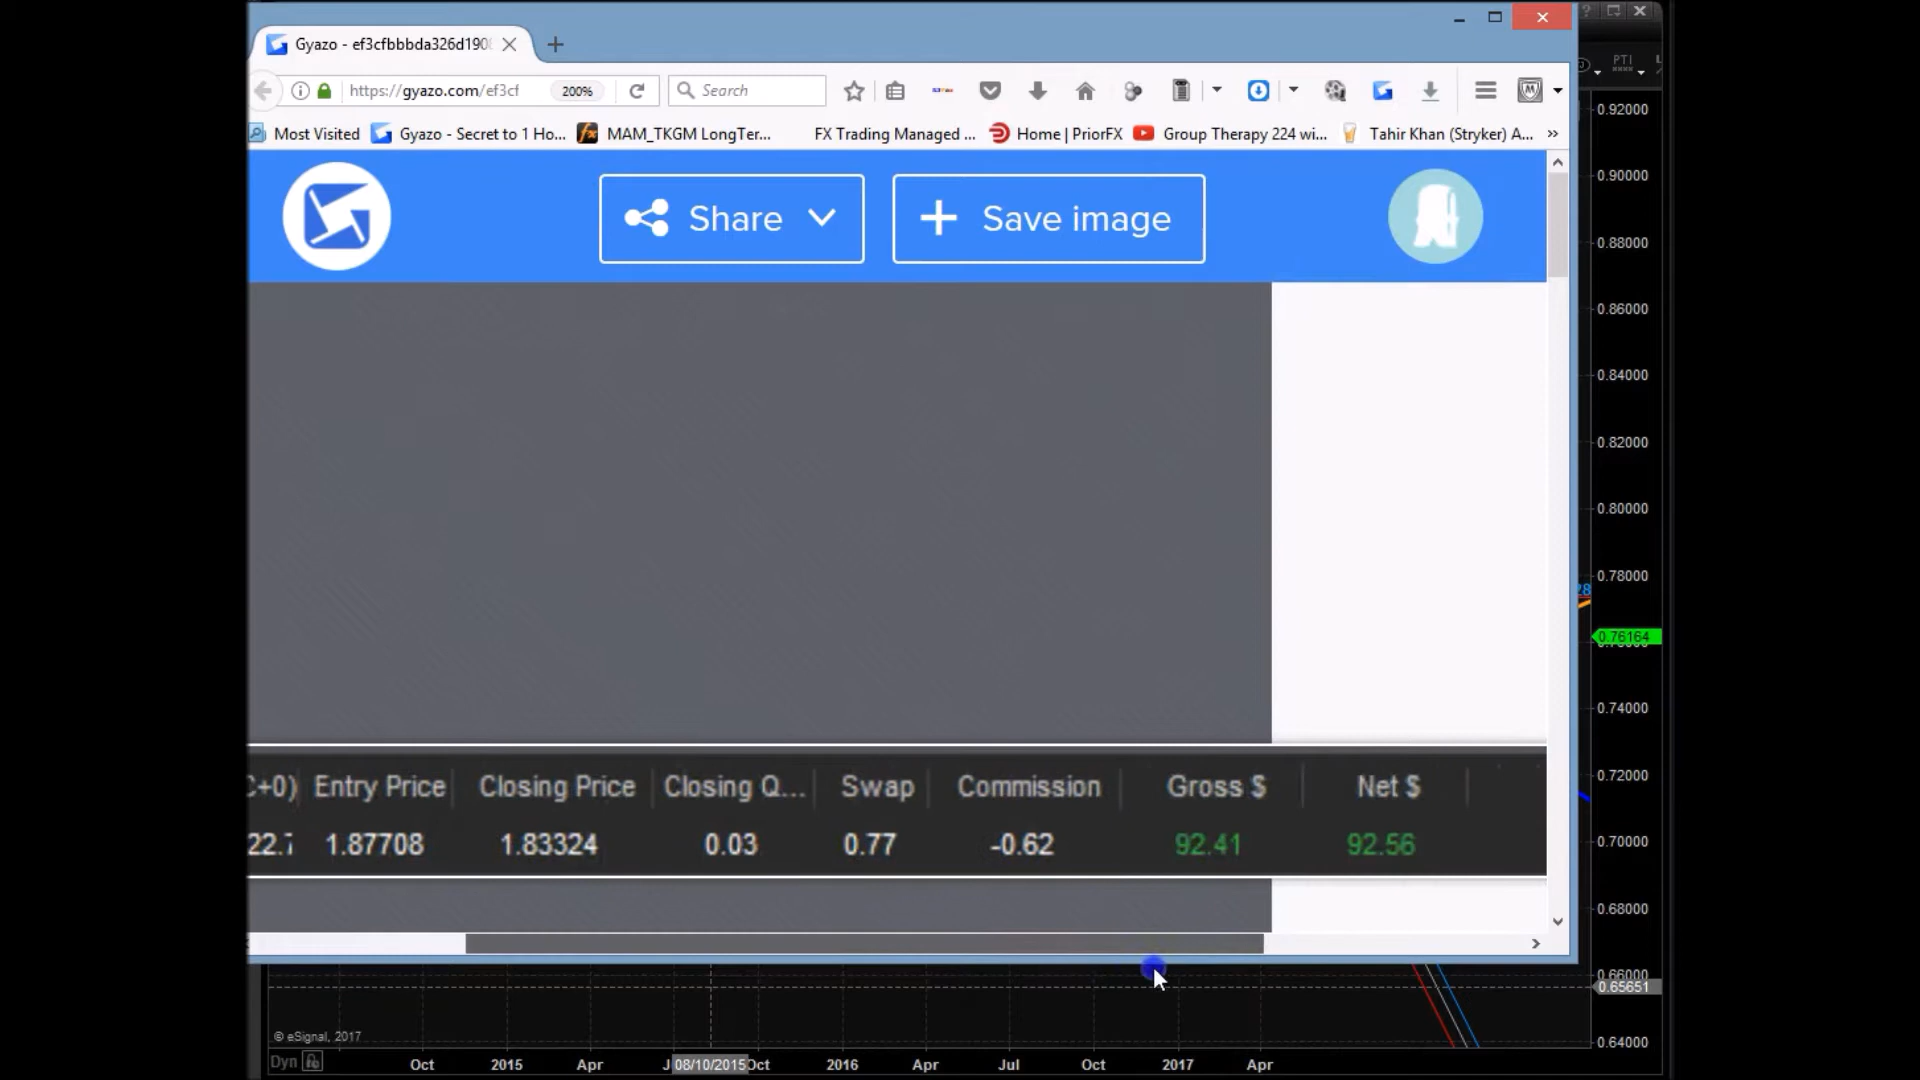 Gyazo - ef3cfbbbda326d190
https://gyazo.com/ef3cf 200% Search
Most Visited Gyazo - Secret to 1 Ho... MAM_TKGM LongTer... FX Trading Managed ... Home | PriorFX Group Therapy 224 wi... Tahir Khan (Stryker) A... »
Share Save image
C+0) Entry Price Closing Price Closing Q... Swap Commission Gross $ Net $
22.7 1.87708 1.83324 0.03 0.77 -0.62 92.41 92.56
PTI
0.92000
0.90000
0.88000
0.86000
0.84000
0.82000
0.80000
0.78000
28
0.76164
0.74000
0.72000
0.70000
0.68000
0.66000
0.65651
0.64000
© eSignal, 2017
Dyn Oct 2015 Apr J 08/10/2015 Oct 2016 Apr Jul Oct 2017 Apr